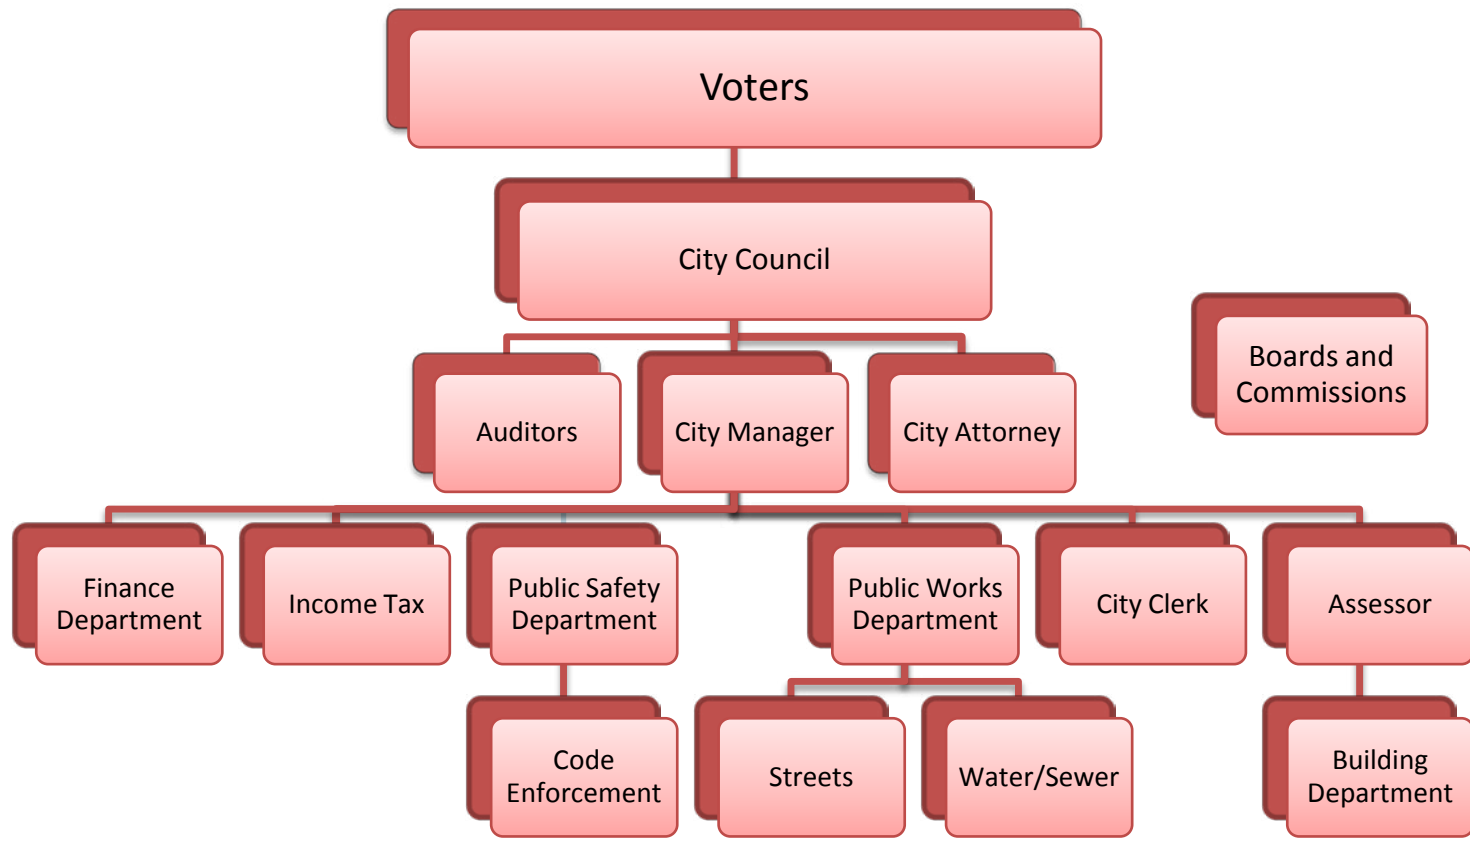 Voters
City Council
Boards and
Commissions
Auditors
City Manager
City Attorney
Finance
Department
Income Tax
Public Safety
Department
Public Works
Department
City Clerk
Assessor
Code
Enforcement
Streets
Water/Sewer
Building
Department